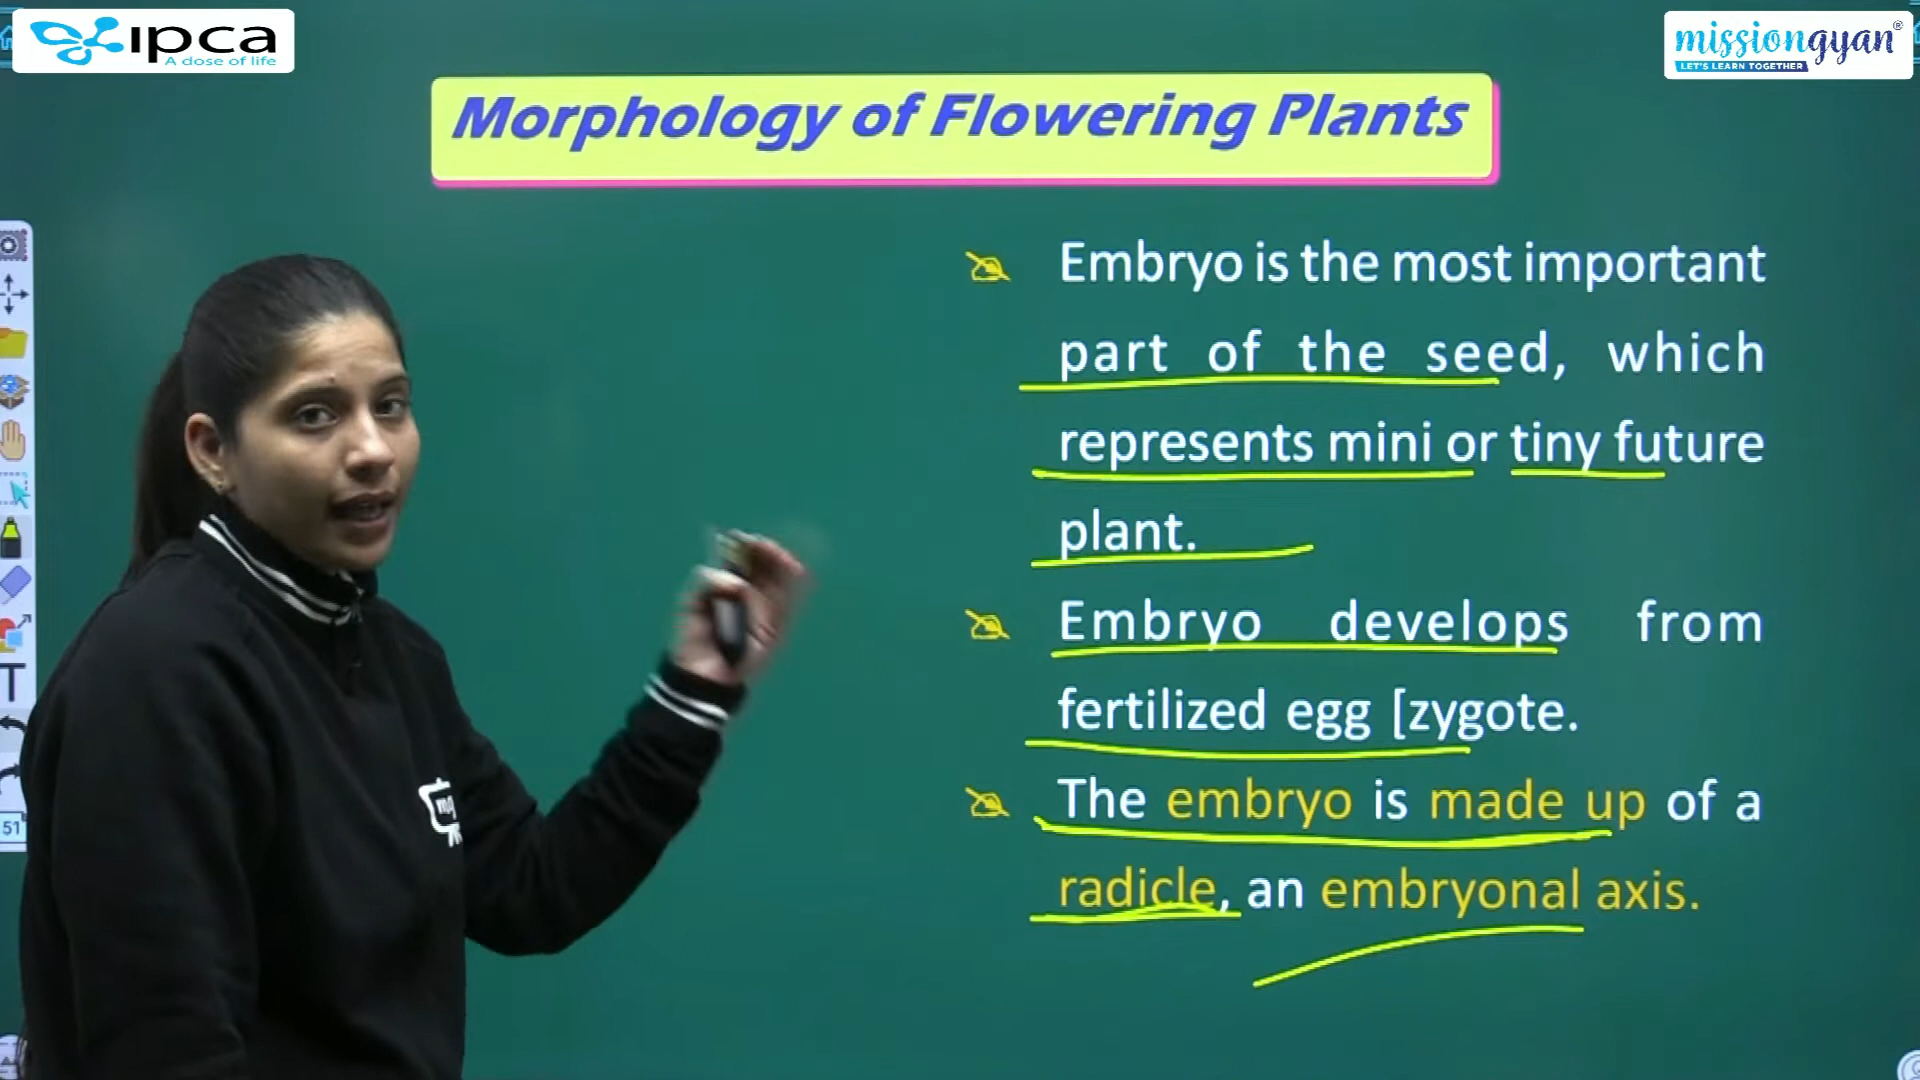 ipca
A dose of life
missiongyan®
LET'S LEARN TOGETHER
Morphology of Flowering Plants
Embryo is the most important
part of the seed, which
represents mini or tiny future
plant.
Embryo develops from
fertilized egg [zygote.
The embryo is made up of a
radicle, an embryonal axis.
T
51